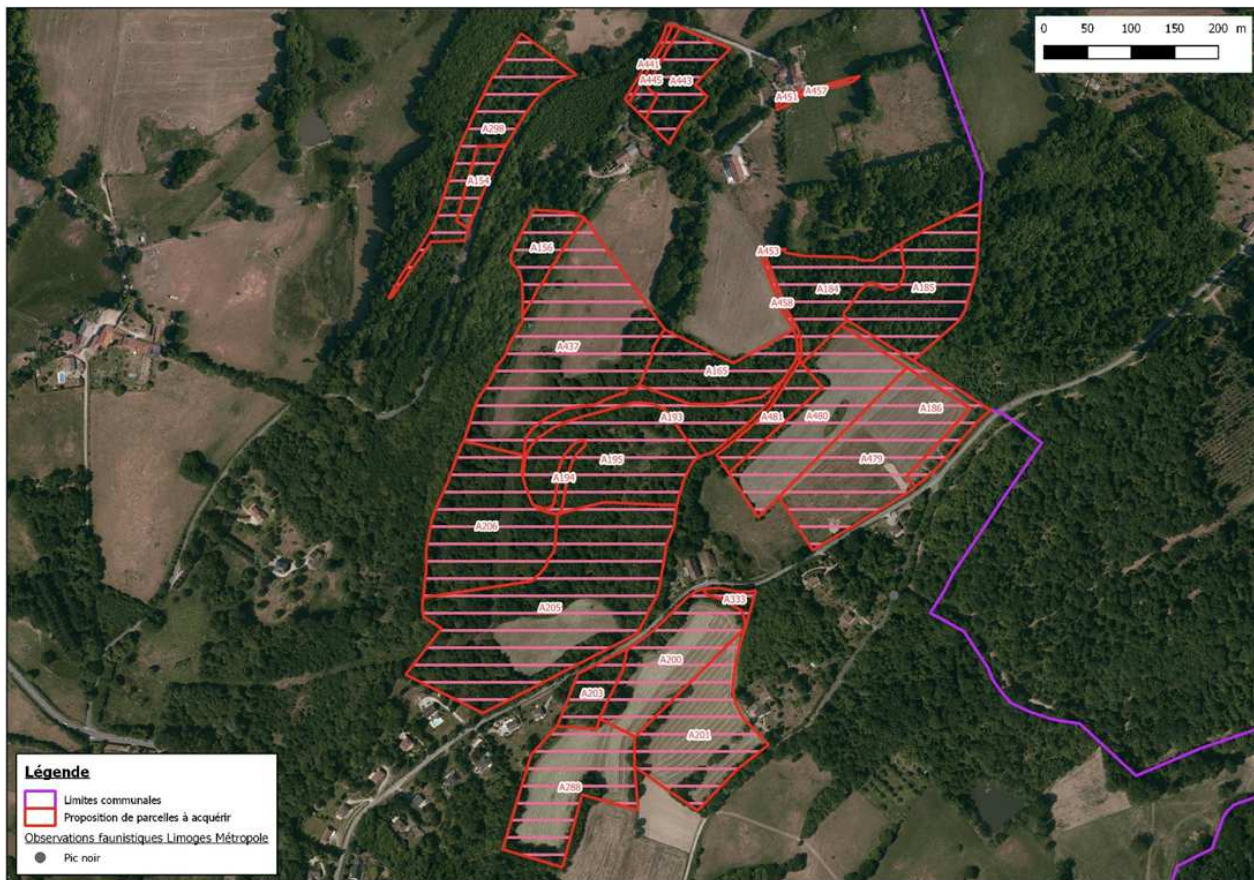 0 50 100 150 200 m
A441
A445 A443
A451 A457
A298
A154
A156
A453
A184
A185
A458
A437
A165
A186
A193
A481 A480
A195
A479
A194
A206
A333
A205
A200
A203
A201
A288
Légende
Limites communales
Proposition de parcelles à acquérir
Observations faunistiques Limoges Métropole
Pic noir